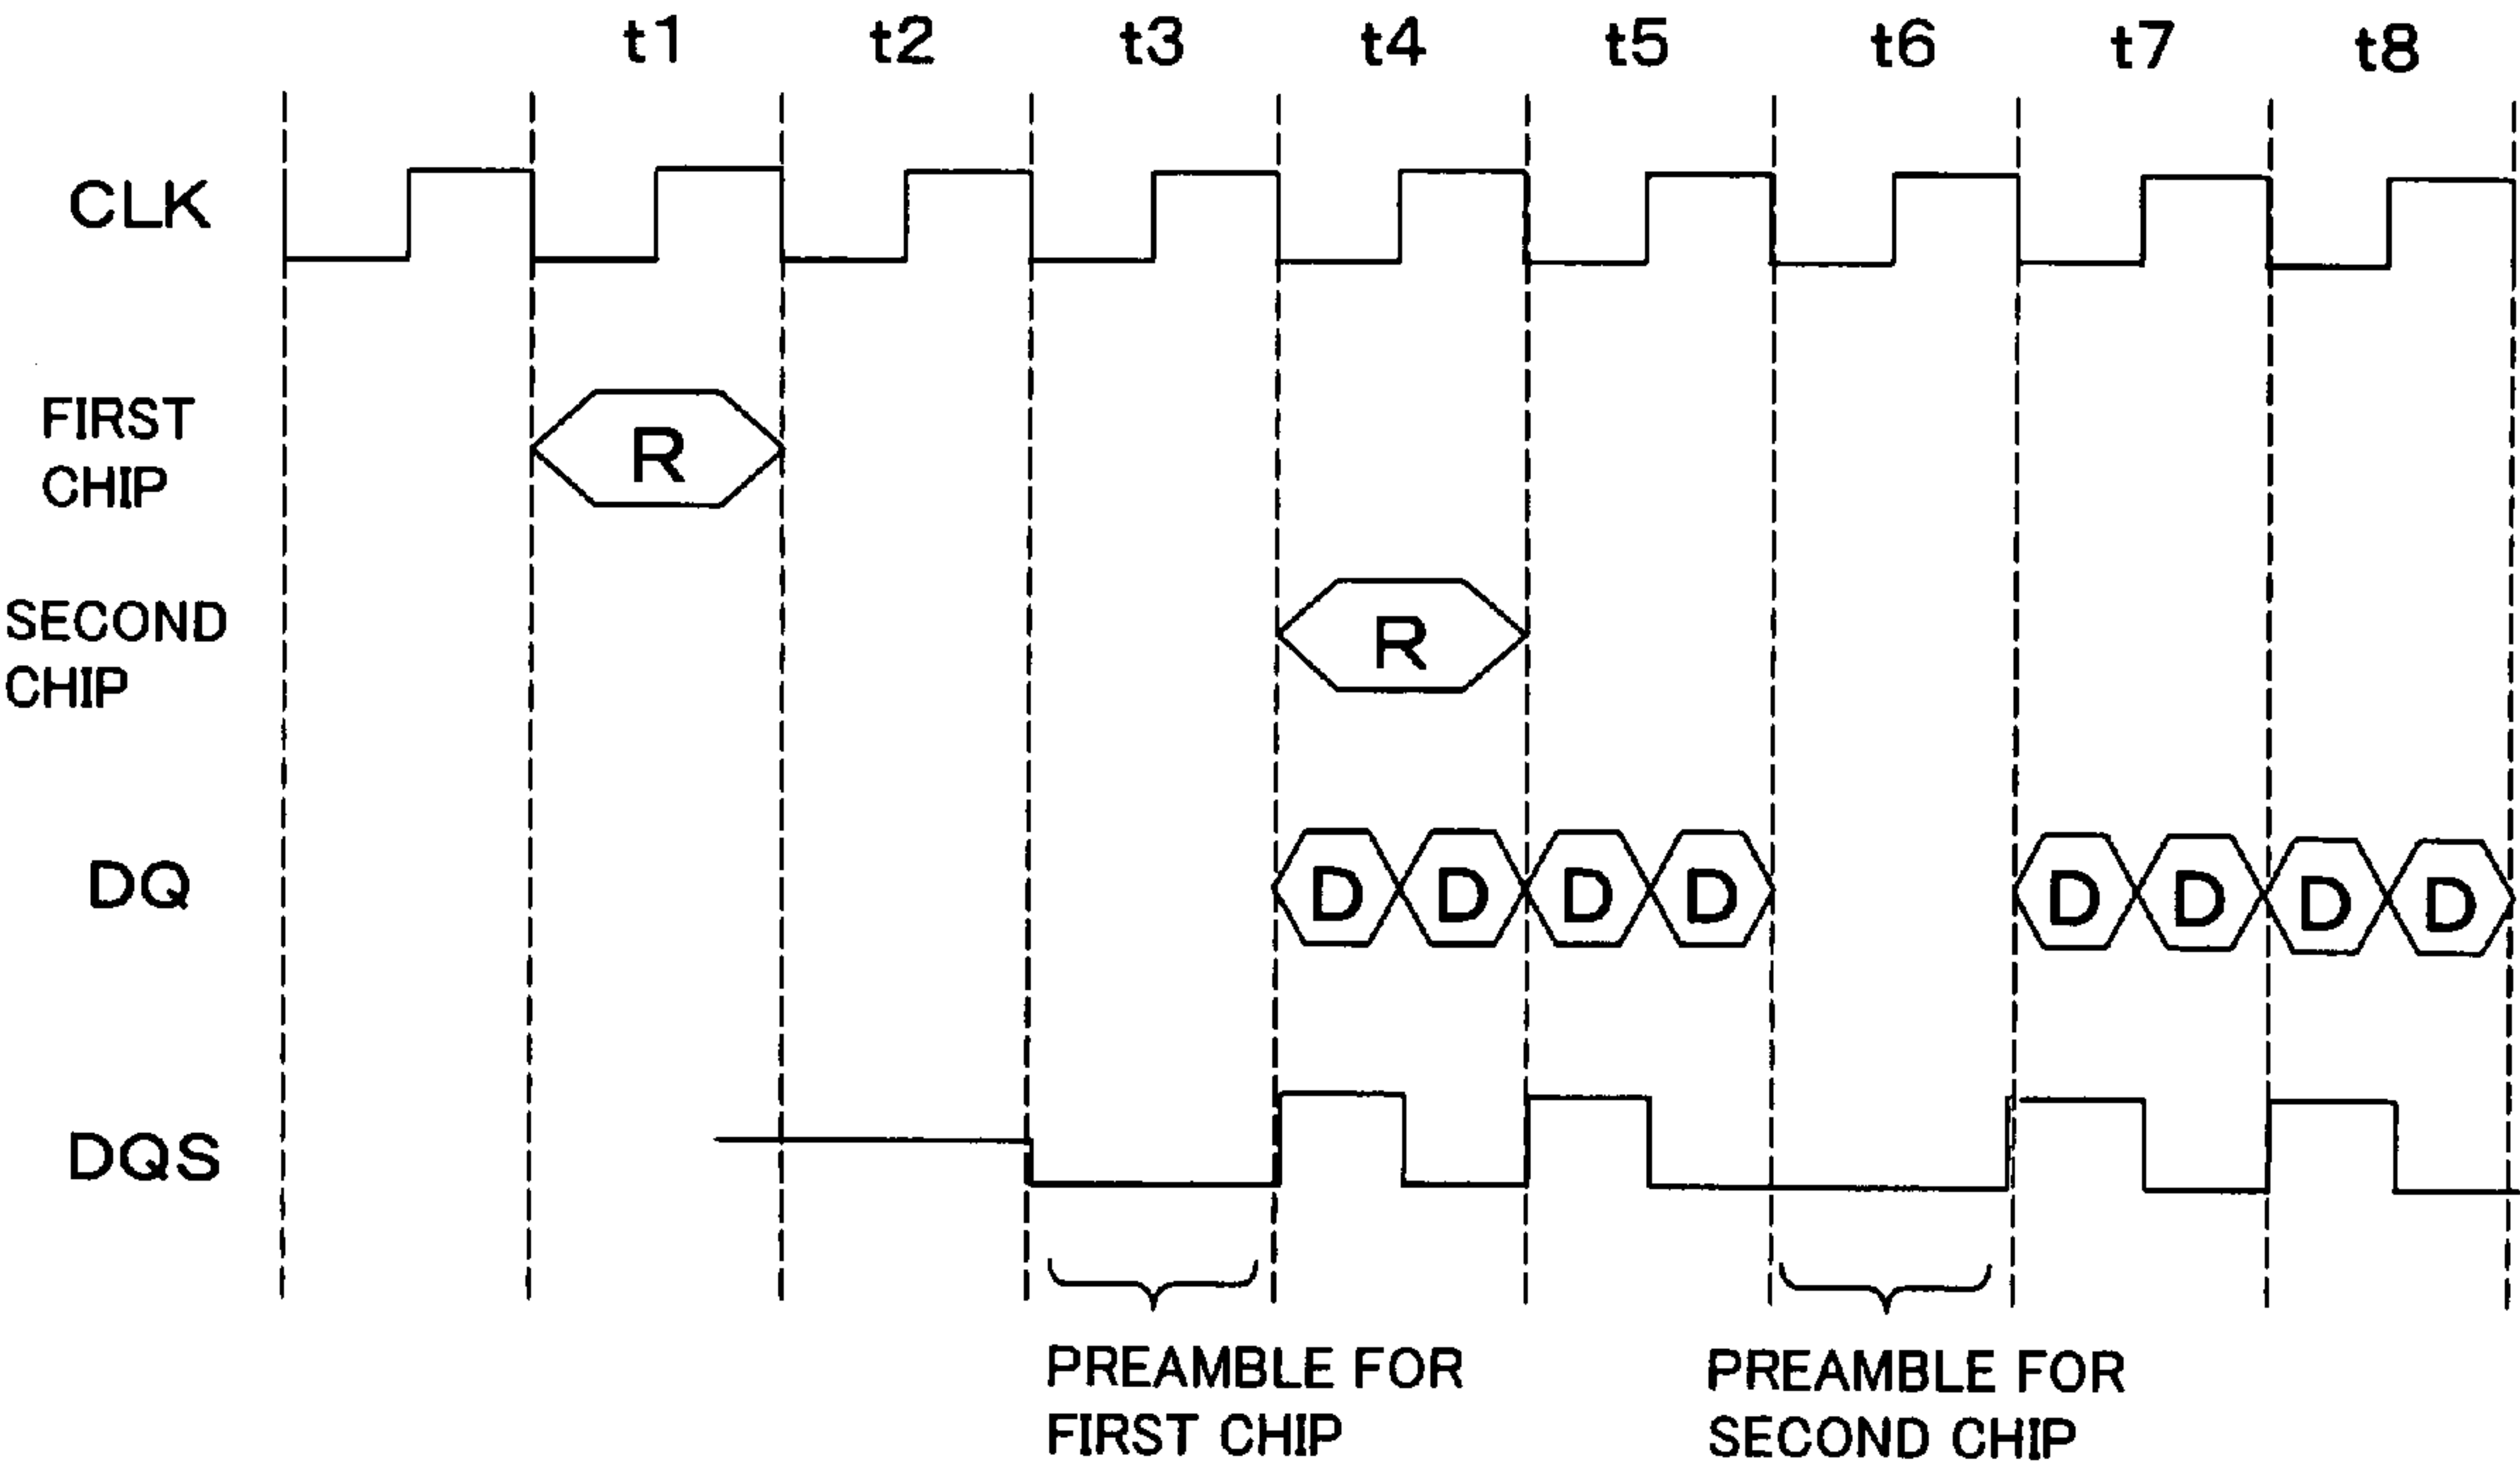 t1 t2 t3 t4 t5 t6 t7 t8
CLK
FIRST
CHIP
R
SECOND
CHIP
R
DQ
D D D D D D D D
DQS
PREAMBLE FOR
FIRST CHIP
PREAMBLE FOR
SECOND CHIP